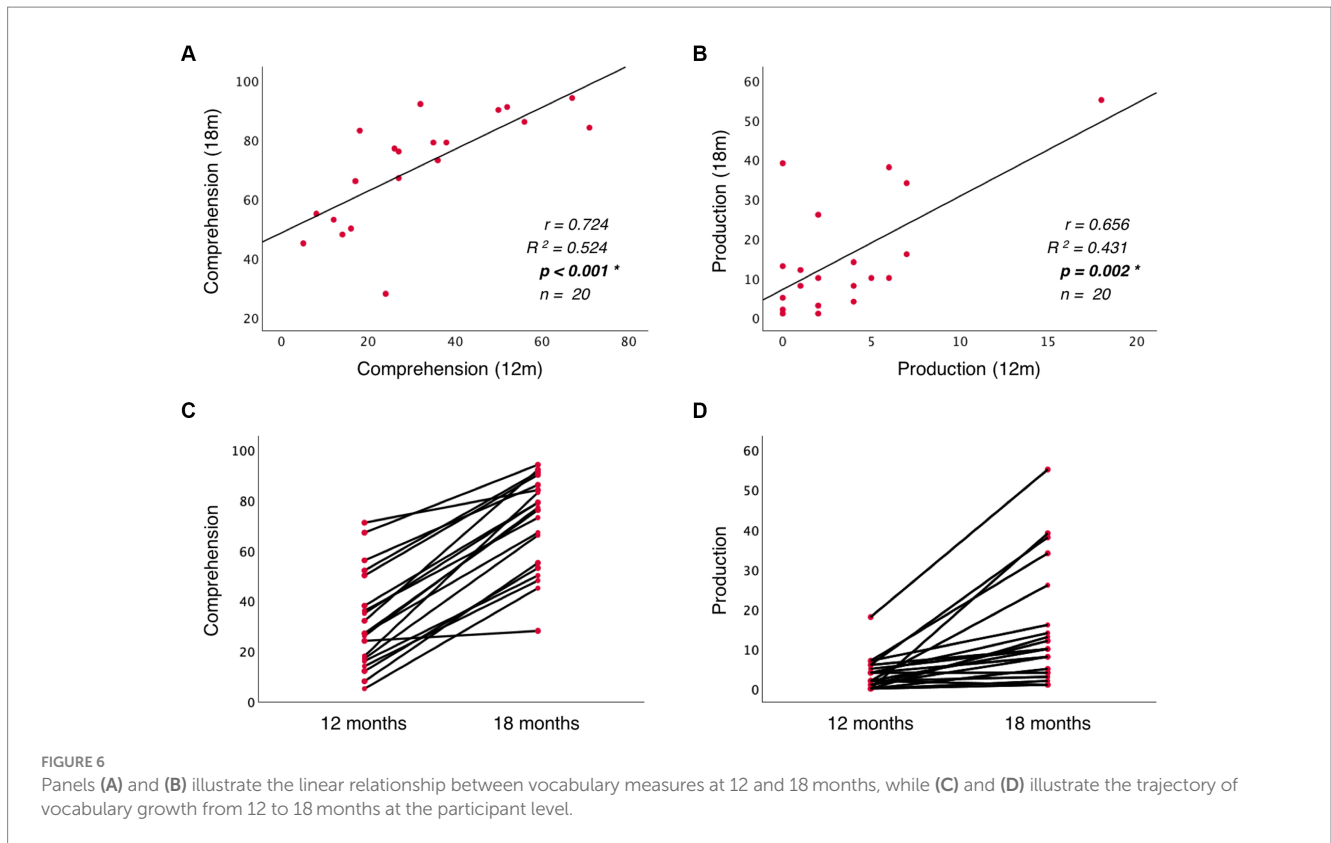 A
B
Comprehension (18m)
100
80
60
40
20
r = 0.724
R² = 0.524
p < 0.001 *
n = 20
0 20 40 60 80
Comprehension (12m)
Production (18m)
60
50
40
30
20
10
0
r = 0.656
R² = 0.431
p = 0.002 *
n = 20
0 5 10 15 20
Production (12m)
C
D
Comprehension
100
80
60
40
20
0
12 months 18 months
Production
60
50
40
30
20
10
0
12 months 18 months
FIGURE 6
Panels (A) and (B) illustrate the linear relationship between vocabulary measures at 12 and 18 months, while (C) and (D) illustrate the trajectory of
vocabulary growth from 12 to 18 months at the participant level.